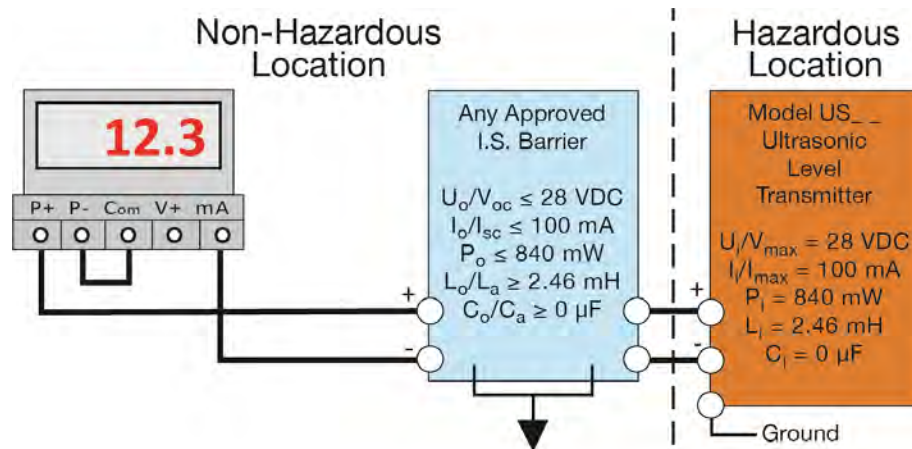 Non-Hazardous
Location
Hazardous
Location
12.3
P+ P- Com V+ mA
+
-
Any Approved
I.S. Barrier
Uo/Voc ≤ 28 VDC
Io/Isc ≤ 100 mA
Po ≤ 840 mW
Lo/La ≥ 2.46 mH
Co/Ca ≥ 0 µF
+
-
Model US_ _
Ultrasonic
Level
Transmitter
Ui/Vmax = 28 VDC
Ii/Imax = 100 mA
Pi = 840 mW
Li = 2.46 mH
Ci = 0 µF
Ground